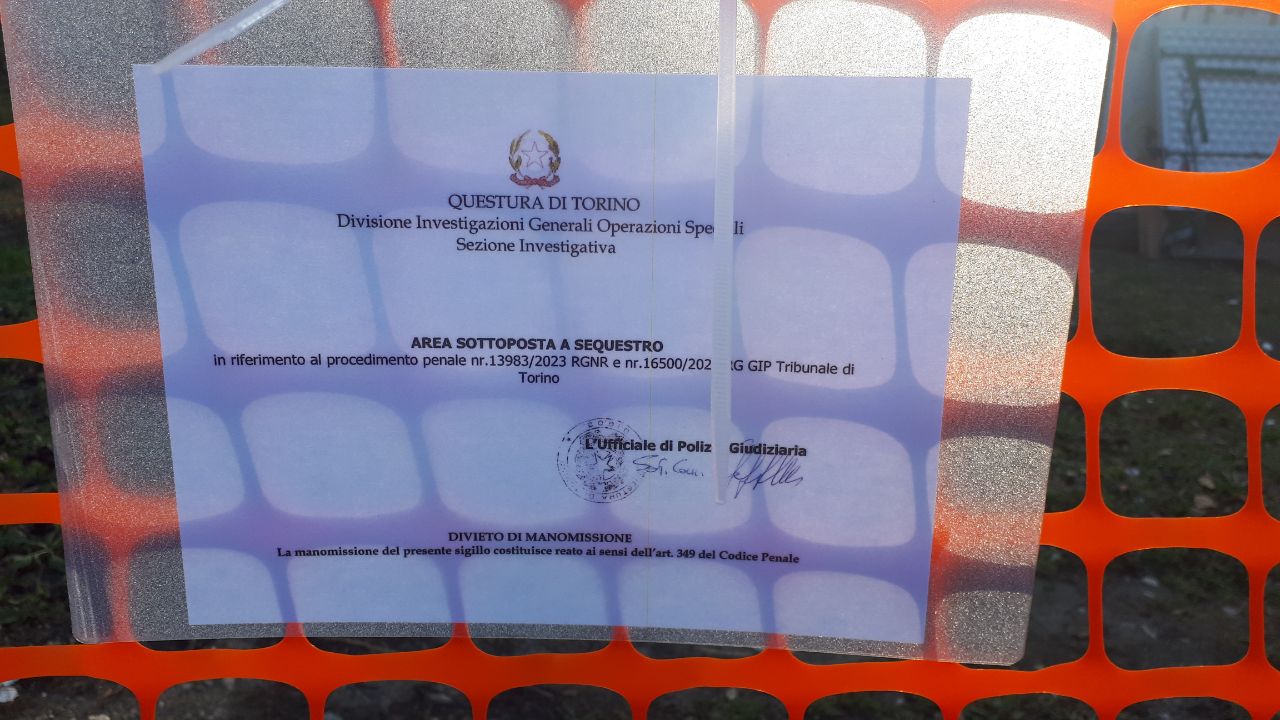 QUESTURA DI TORINO
Divisione Investigazioni Generali Operazioni Spe li
Sezione Investigativa
AREA SOTTOPOSTA A SEQUESTRO
in riferimento al procedimento penale nr.13983/2023 RGNR e nr.16500/202 RG GIP Tribunale di
Torino
L'Ufficiale di Poliz Giudiziaria
DIVIETO DI MANOMISSIONE
La manomissione del presente sigillo costituisce reato ai sensi dell'art. 349 del Codice Penale